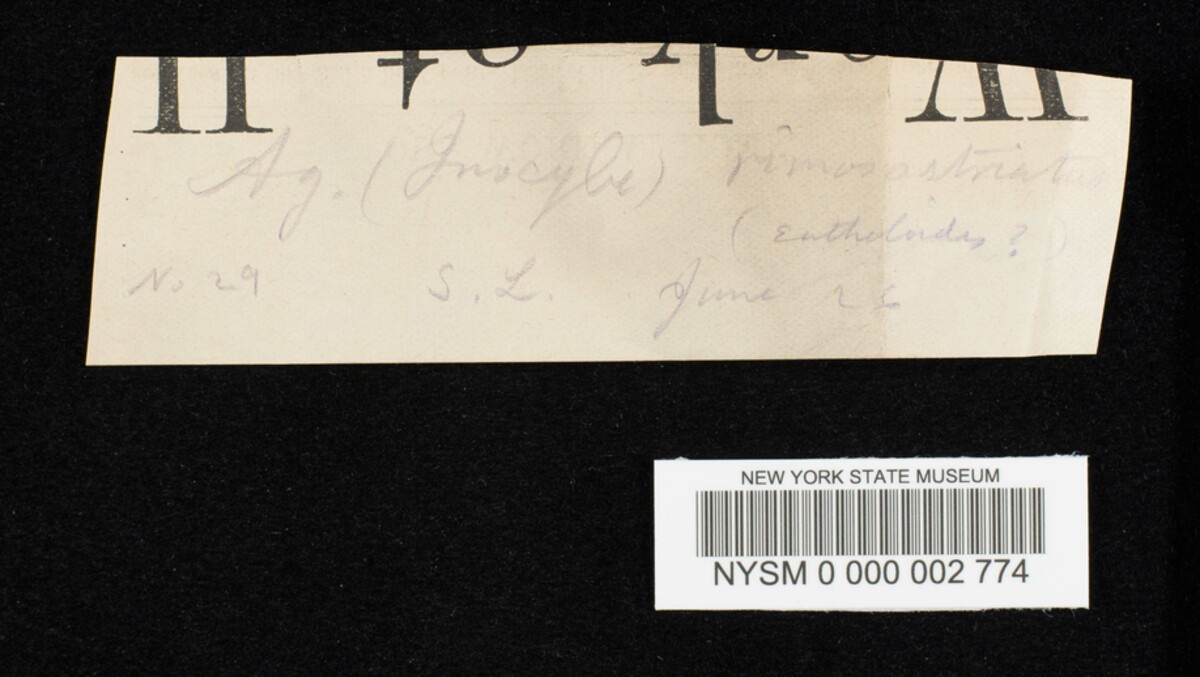 Ag. (Inocybe) rimosostriatus
(eutheloides ?)
No. 29 S. L. June 26
NEW YORK STATE MUSEUM
NYSM 0 000 002 774